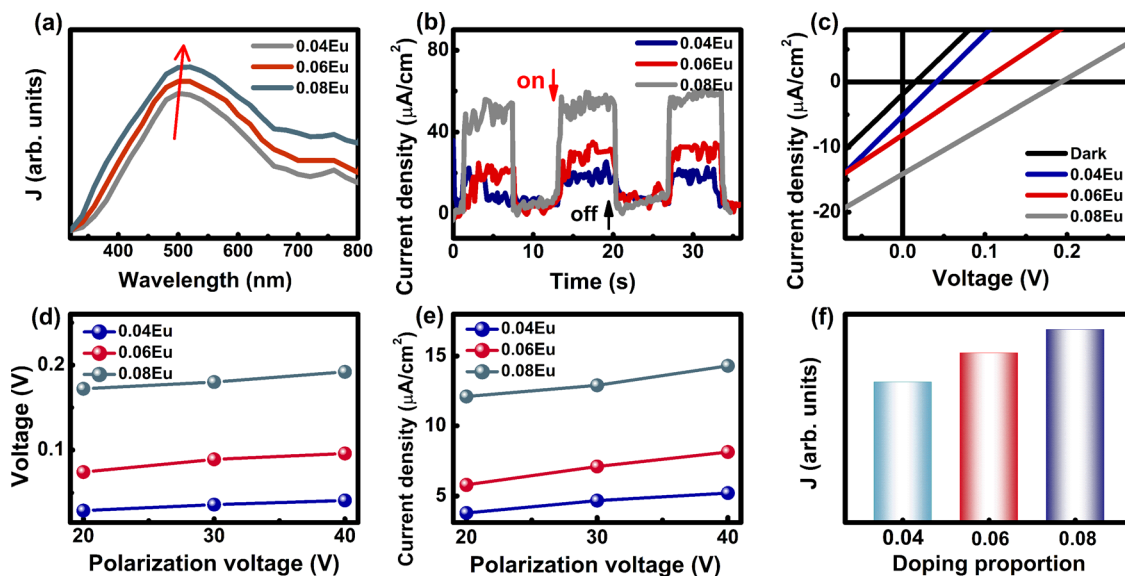 (a)
0.04Eu
0.06Eu
0.08Eu
J (arb. units)
400 500 600 700 800
Wavelength (nm)
(b)
0.04Eu
0.06Eu
0.08Eu
on
off
Current density (μA/cm²)
80
40
0
0 10 20 30
Time (s)
(c)
Dark
0.04Eu
0.06Eu
0.08Eu
Current density (μA/cm²)
0
-10
-20
0.0 0.1 0.2
Voltage (V)
(d)
0.04Eu
0.06Eu
0.08Eu
Voltage (V)
0.2
0.1
20 30 40
Polarization voltage (V)
(e)
0.04Eu
0.06Eu
0.08Eu
Current density (μA/cm²)
15
10
5
20 30 40
Polarization voltage (V)
(f)
J (arb. units)
0.04 0.06 0.08
Doping proportion